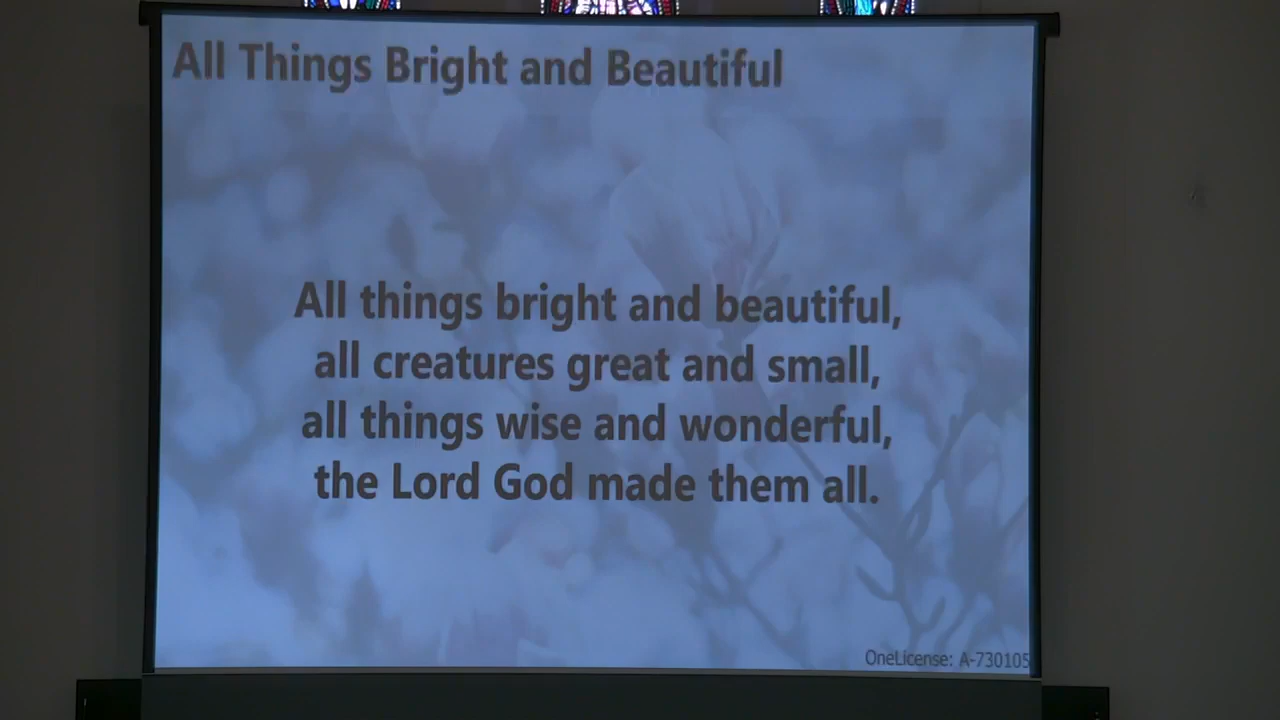 All Things Bright and Beautiful
All things bright and beautiful,
all creatures great and small,
all things wise and wonderful,
the Lord God made them all.
OneLicense: A-730105